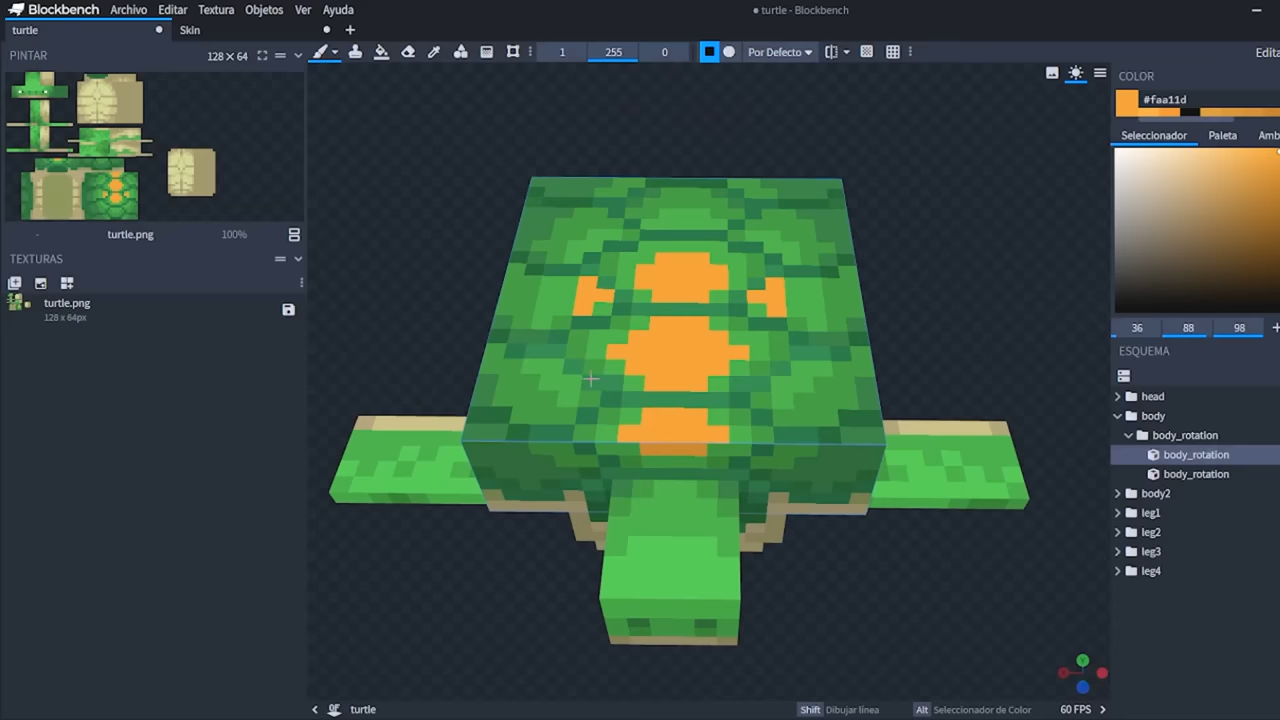 Blockbench Archivo Editar Textura Objetos Ver Ayuda
turtle - Blockbench
turtle
Skin
PINTAR
128 × 64
1
255
0
Por Defecto
Edita
COLOR
#faa11d
Seleccionador
Paleta
Amb
turtle.png
100%
TEXTURAS
turtle.png
128 x 64px
36
88
98
ESQUEMA
head
body
body_rotation
body_rotation
body_rotation
body2
leg1
leg2
leg3
leg4
turtle
Shift Dibujar línea
Alt Seleccionador de Color
60 FPS